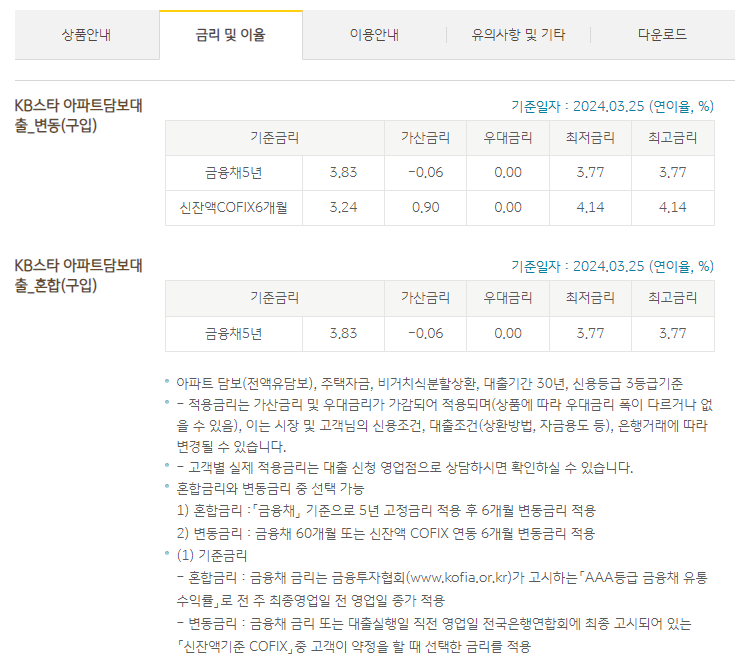 상품안내 금리 및 이율 이용안내 유의사항 및 기타 다운로드
KB스타 아파트담보대
출_변동(구입)
기준일자 : 2024.03.25 (연이율, %)
기준금리 가산금리 우대금리 최저금리 최고금리
금융채5년 3.83 -0.06 0.00 3.77 3.77
신잔액COFIX6개월 3.24 0.90 0.00 4.14 4.14
KB스타 아파트담보대
출_혼합(구입)
기준일자 : 2024.03.25 (연이율, %)
기준금리 가산금리 우대금리 최저금리 최고금리
금융채5년 3.83 -0.06 0.00 3.77 3.77
아파트 담보(전액유담보), 주택자금, 비거치식분할상환, 대출기간 30년, 신용등급 3등급기준
- 적용금리는 가산금리 및 우대금리가 가감되어 적용되며(상품에 따라 우대금리 폭이 다르거나 없
을 수 있음), 이는 시장 및 고객님의 신용조건, 대출조건(상환방법, 자금용도 등), 은행거래에 따라
변경될 수 있습니다.
- 고객별 실제 적용금리는 대출 신청 영업점으로 상담하시면 확인하실 수 있습니다.
혼합금리와 변동금리 중 선택 가능
1) 혼합금리 :「금융채」 기준으로 5년 고정금리 적용 후 6개월 변동금리 적용
2) 변동금리 : 금융채 60개월 또는 신잔액 COFIX 연동 6개월 변동금리 적용
(1) 기준금리
- 혼합금리 : 금융채 금리는 금융투자협회(www.kofia.or.kr)가 고시하는「AAA등급 금융채 유통
수익률」로 전 주 최종영업일 전 영업일 종가 적용
- 변동금리 : 금융채 금리 또는 대출실행일 직전 영업일 전국은행연합회에 최종 고시되어 있는
「신잔액기준 COFIX」중 고객이 약정을 할 때 선택한 금리를 적용